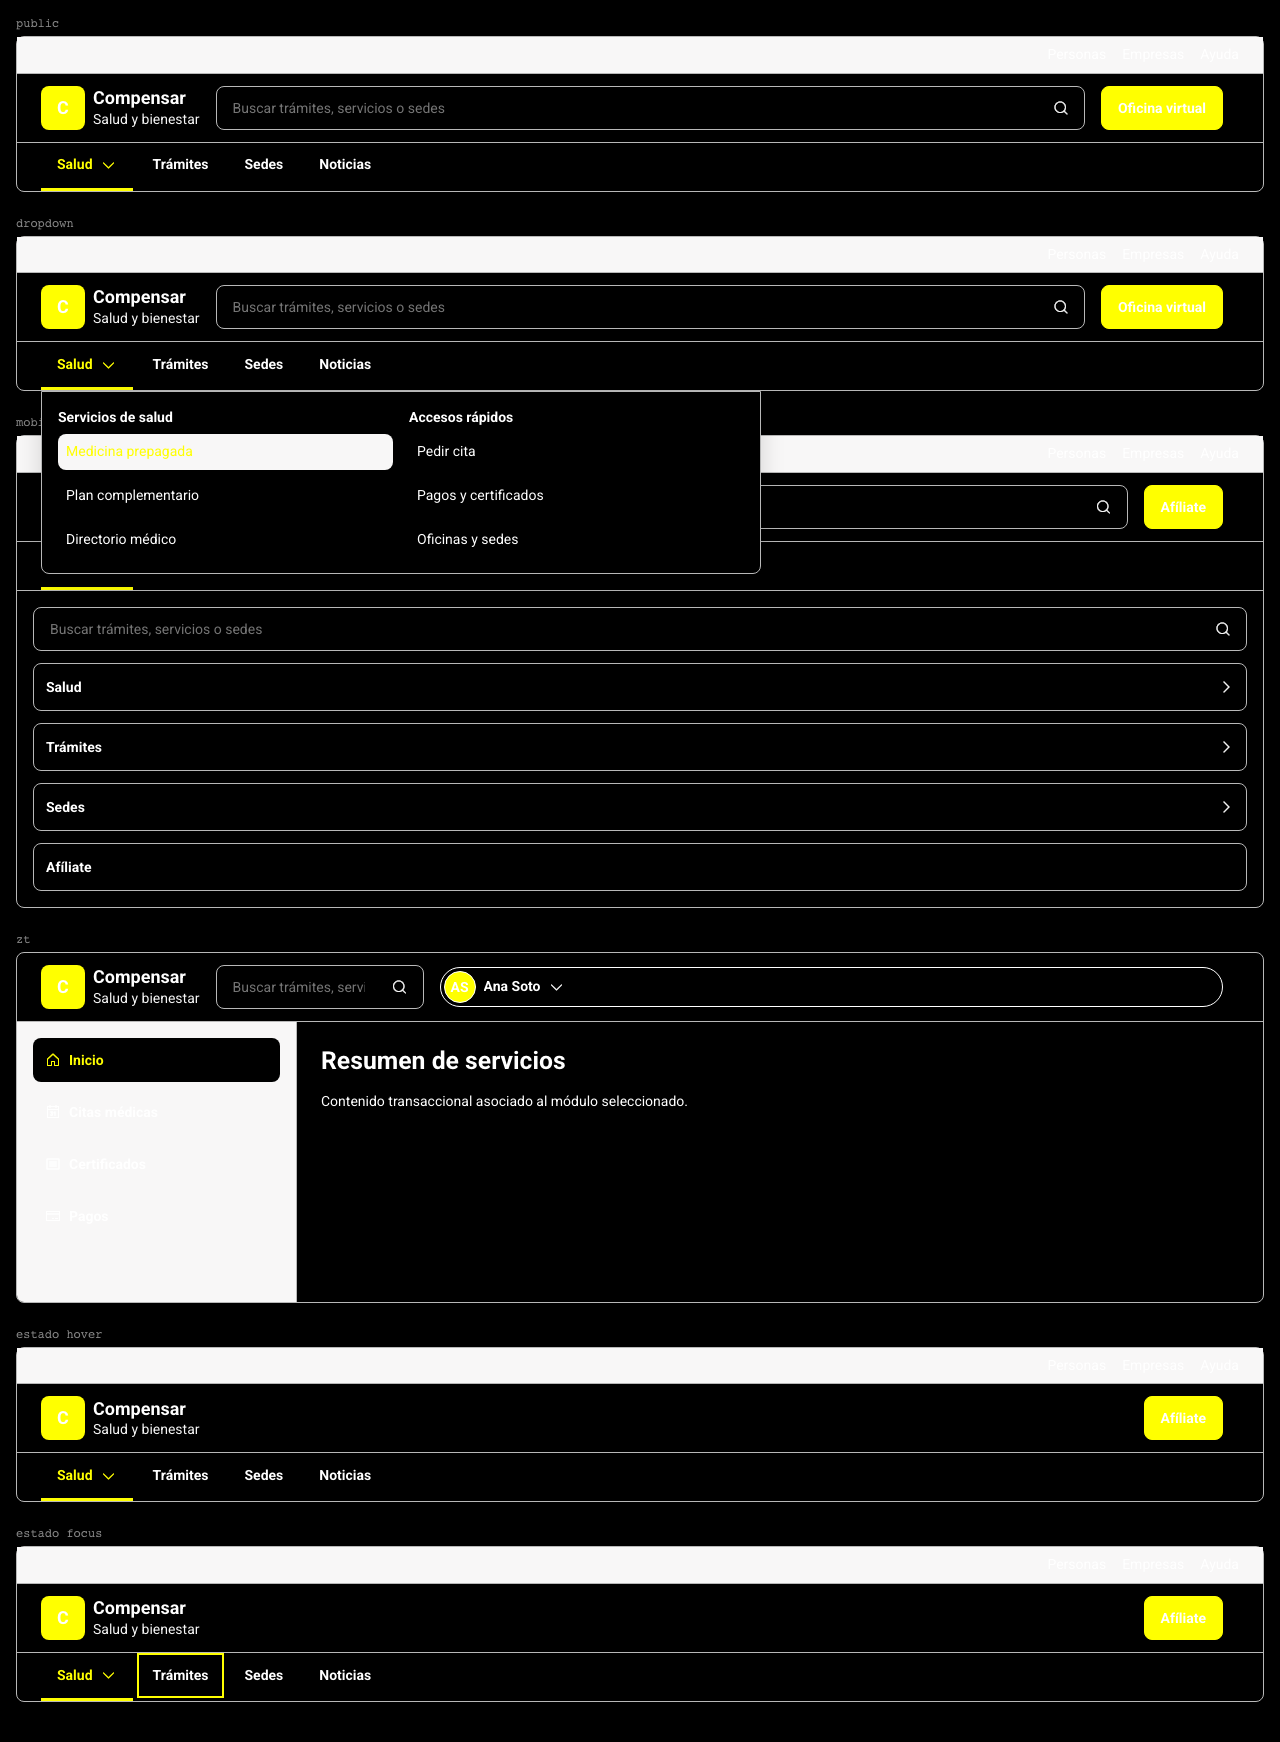 public
Personas Empresas Ayuda
C Compensar
Salud y bienestar
Buscar trámites, servicios o sedes
Oficina virtual
Salud Trámites Sedes Noticias
dropdown
Personas Empresas Ayuda
C Compensar
Salud y bienestar
Buscar trámites, servicios o sedes
Oficina virtual
Salud Trámites Sedes Noticias
Servicios de salud
Medicina prepagada
Plan complementario
Directorio médico
Accesos rápidos
Pedir cita
Pagos y certificados
Oficinas y sedes
Personas Empresas Ayuda
Afíliate
Buscar trámites, servicios o sedes
Salud
Trámites
Sedes
Afíliate
zt
C Compensar
Salud y bienestar
Buscar trámites, servi
AS Ana Soto
Inicio
Citas médicas
Certificados
Pagos
Resumen de servicios
Contenido transaccional asociado al módulo seleccionado.
estado hover
Personas Empresas Ayuda
C Compensar
Salud y bienestar
Afíliate
Salud Trámites Sedes Noticias
estado focus
Personas Empresas Ayuda
C Compensar
Salud y bienestar
Afíliate
Salud Trámites Sedes Noticias